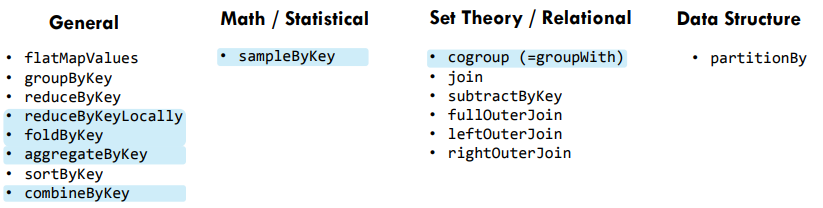 General
• flatMapValues
• groupByKey
• reduceByKey
• reduceByKeyLocally
• foldByKey
• aggregateByKey
• sortByKey
• combineByKey
Math / Statistical
• sampleByKey
Set Theory / Relational
• cogroup (=groupWith)
• join
• subtractByKey
• fullOuterJoin
• leftOuterJoin
• rightOuterJoin
Data Structure
• partitionBy